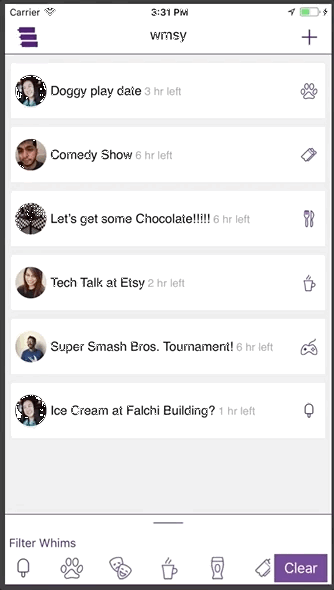 Carrier 3:31 PM
wmsy
Doggy play date 3 hr left
Comedy Show 6 hr left
Let's get some Chocolate!!!!! 6 hr left
Tech Talk at Etsy 2 hr left
Super Smash Bros. Tournament! 6 hr left
Ice Cream at Falchi Building? 1 hr left
Filter Whims
Clear